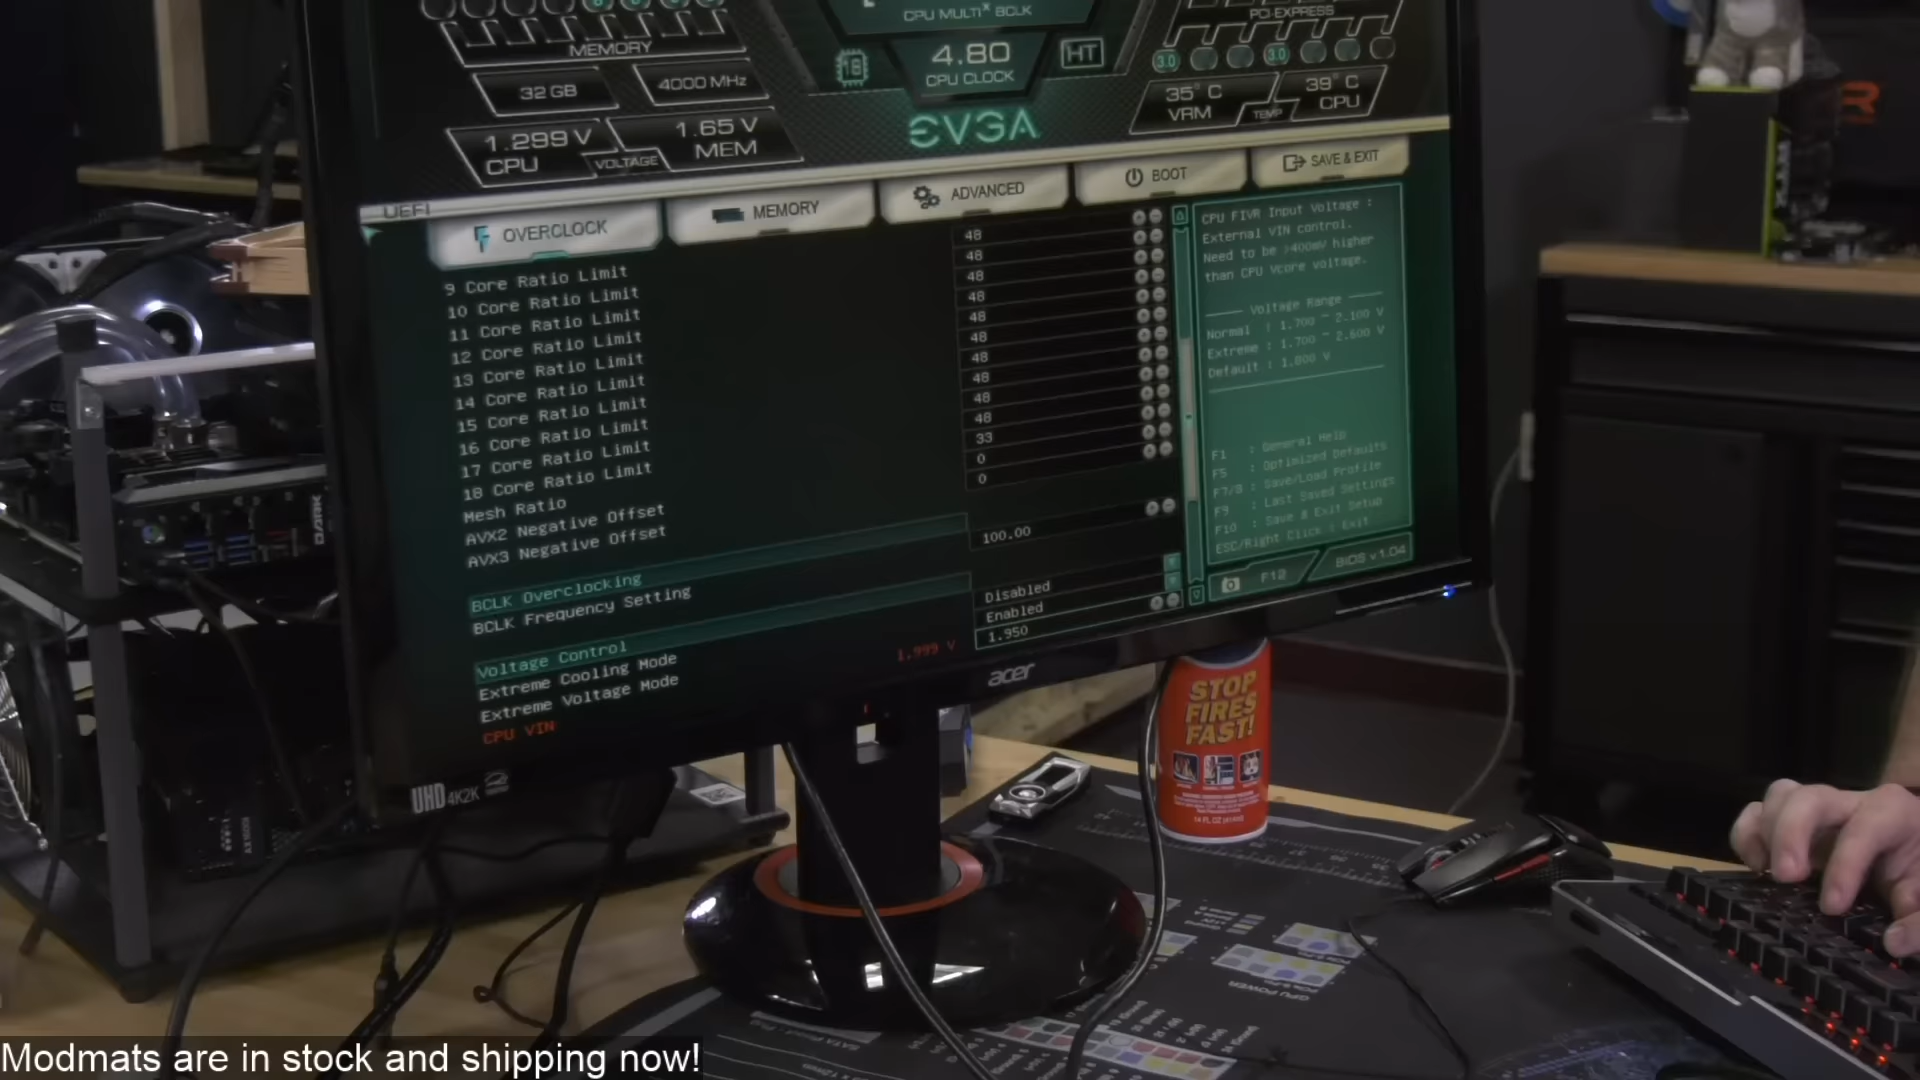 CPU MULTI X BCLK
PCI-EXPRESS
MEMORY
4.80
CPU CLOCK
18
HT
3.0
3.0
32 GB
4000 MHz
35° C
VRM
TEMP
39° C
CPU
1.299 V
CPU
VOLTAGE
1.65 V
MEM
EVGA
UEFI
OVERCLOCK
MEMORY
ADVANCED
BOOT
SAVE & EXIT
9 Core Ratio Limit
10 Core Ratio Limit
11 Core Ratio Limit
12 Core Ratio Limit
13 Core Ratio Limit
14 Core Ratio Limit
15 Core Ratio Limit
16 Core Ratio Limit
17 Core Ratio Limit
18 Core Ratio Limit
Mesh Ratio
AVX2 Negative Offset
AVX3 Negative Offset
BCLK Overclocking
BCLK Frequency Setting
Voltage Control
Extreme Cooling Mode
Extreme Voltage Mode
CPU VIN
1.999 V
48
48
48
48
48
48
48
48
48
48
33
0
0
100.00
Disabled
Enabled
1.950
CPU FIVR Input Voltage :
External VIN control.
Need to be >400mV higher
than CPU Vcore voltage.
Voltage Range
Normal : 1.700 ~ 2.100 V
Extreme : 1.700 ~ 2.600 V
Default : 1.800 V
F1 : General Help
F5 : Optimized Defaults
F7/8 : Save/Load Profile
F9 : Last Saved Settings
F10 : Save & Exit Setup
ESC/Right Click : Exit
F12
BIOS v1.04
acer
UHD 4K2K
DARK
STOP
FIRES
FAST!
GPU POWER
Modmats are in stock and shipping now!